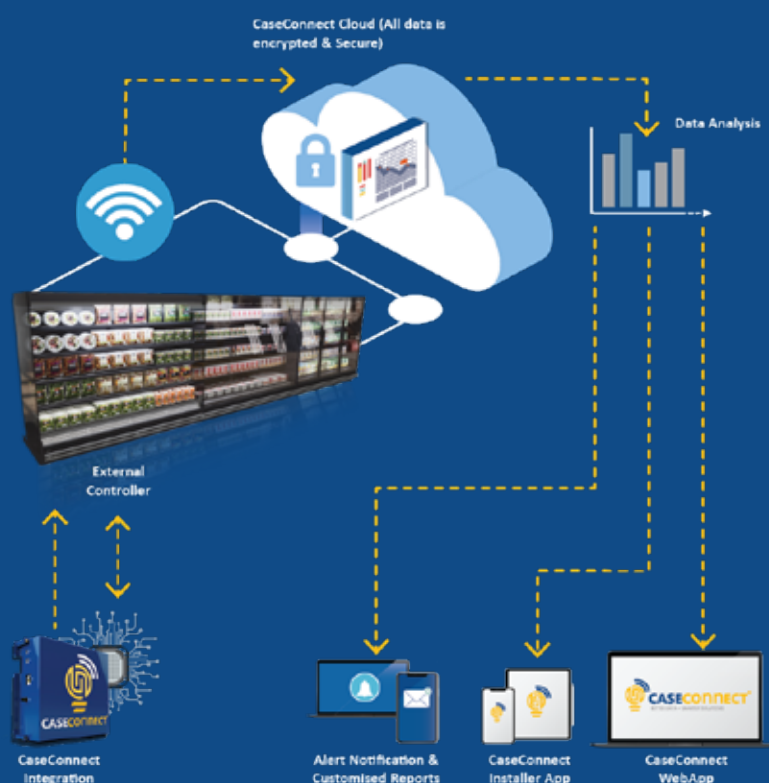 CaseConnect Cloud (All data is
encrypted & Secure)
Data Analysis
External
Controller
CASECONNECT
CASECONNECT
CaseConnect
Integration
Alert Notification &
Customised Reports
CaseConnect
Installer App
CaseConnect
WebApp